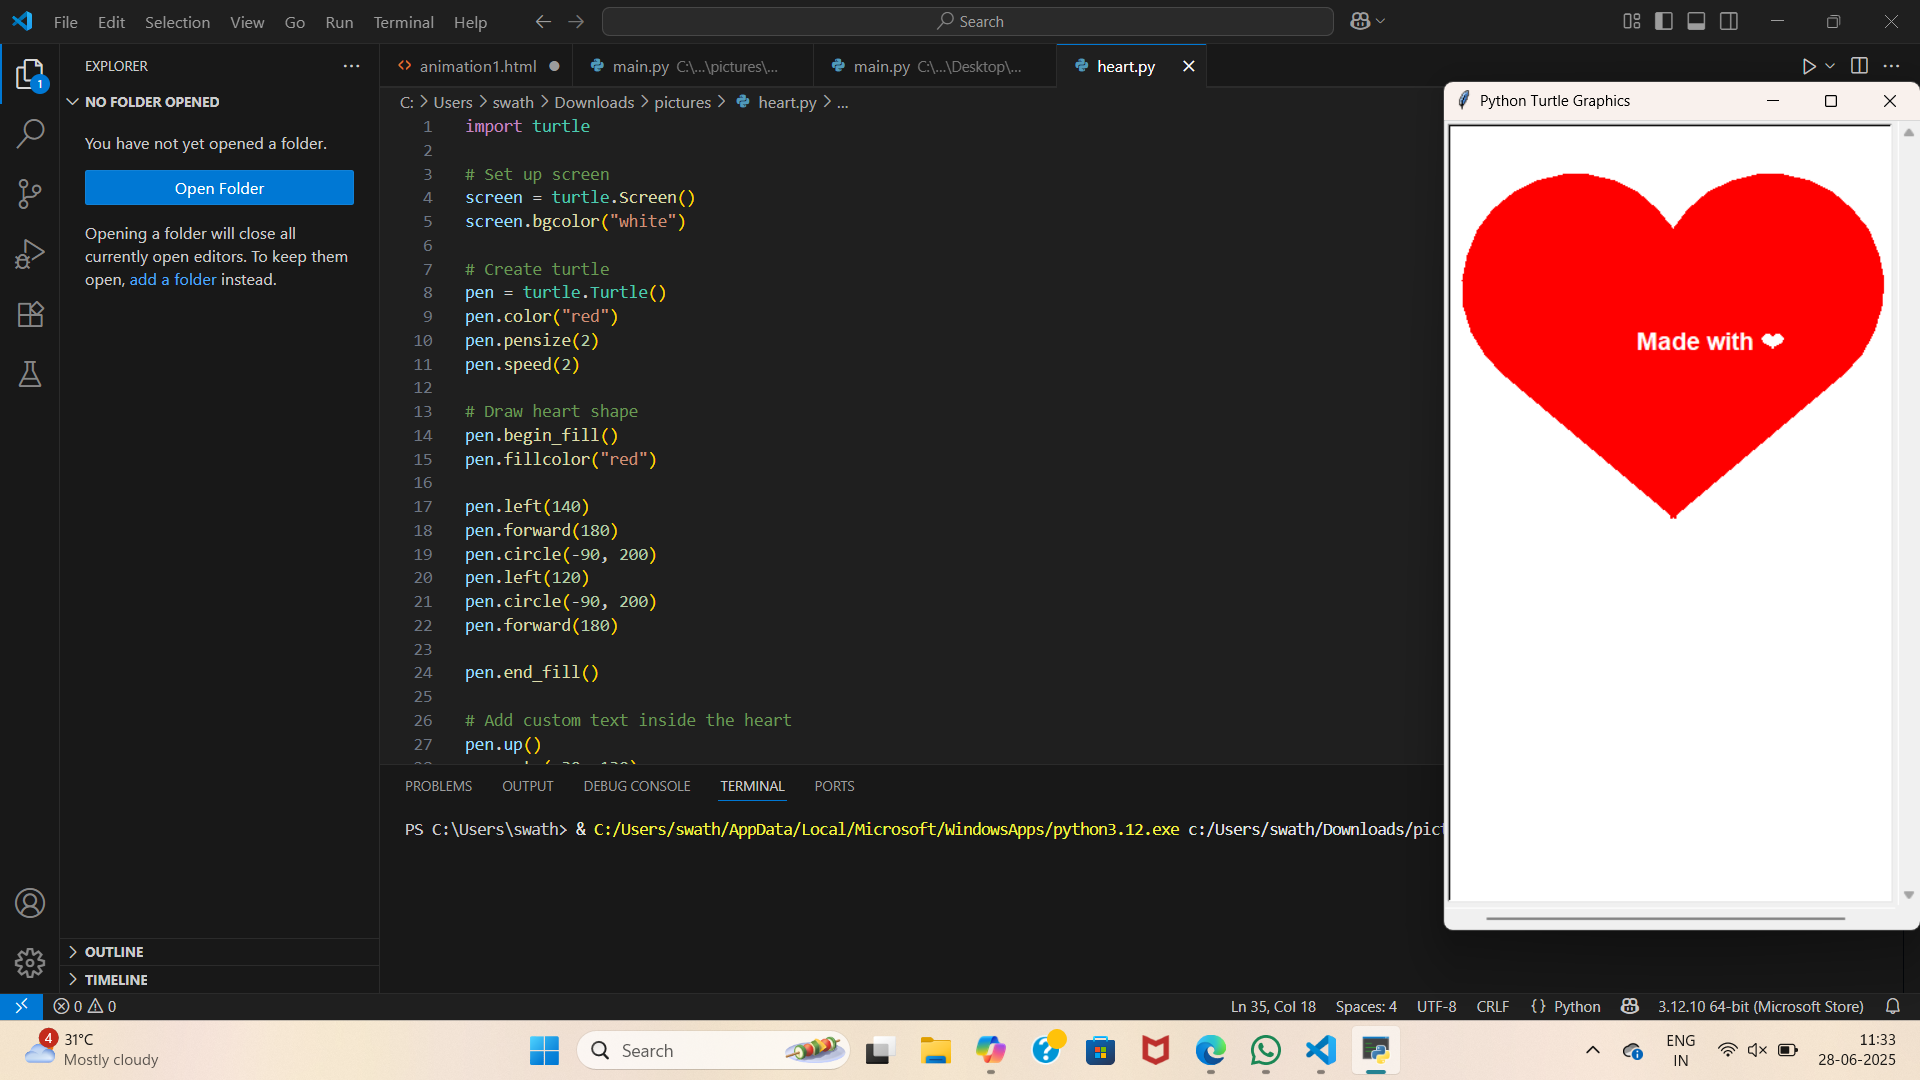 File Edit Selection View Go Run Terminal Help
Search
EXPLORER
1
NO FOLDER OPENED
You have not yet opened a folder.
Open Folder
Opening a folder will close all
currently open editors. To keep them
open, add a folder instead.
OUTLINE
TIMELINE
animation1.html
main.py C:\...\pictures\...
main.py C:\...\Desktop\...
heart.py
C: > Users > swath > Downloads > pictures > heart.py > ...
1 import turtle
2
3 # Set up screen
4 screen = turtle.Screen()
5 screen.bgcolor("white")
6
7 # Create turtle
8 pen = turtle.Turtle()
9 pen.color("red")
10 pen.pensize(2)
11 pen.speed(2)
12
13 # Draw heart shape
14 pen.begin_fill()
15 pen.fillcolor("red")
16
17 pen.left(140)
18 pen.forward(180)
19 pen.circle(-90, 200)
20 pen.left(120)
21 pen.circle(-90, 200)
22 pen.forward(180)
23
24 pen.end_fill()
25
26 # Add custom text inside the heart
27 pen.up()
PROBLEMS OUTPUT DEBUG CONSOLE TERMINAL PORTS
PS C:\Users\swath> & C:/Users/swath/AppData/Local/Microsoft/WindowsApps/python3.12.exe c:/Users/swath/Downloads/pict
Python Turtle Graphics
Made with ❤
0 0
Ln 35, Col 18 Spaces: 4 UTF-8 CRLF {} Python 3.12.10 64-bit (Microsoft Store)
4
31°C
Mostly cloudy
Search
ENG
IN
11:33
28-06-2025